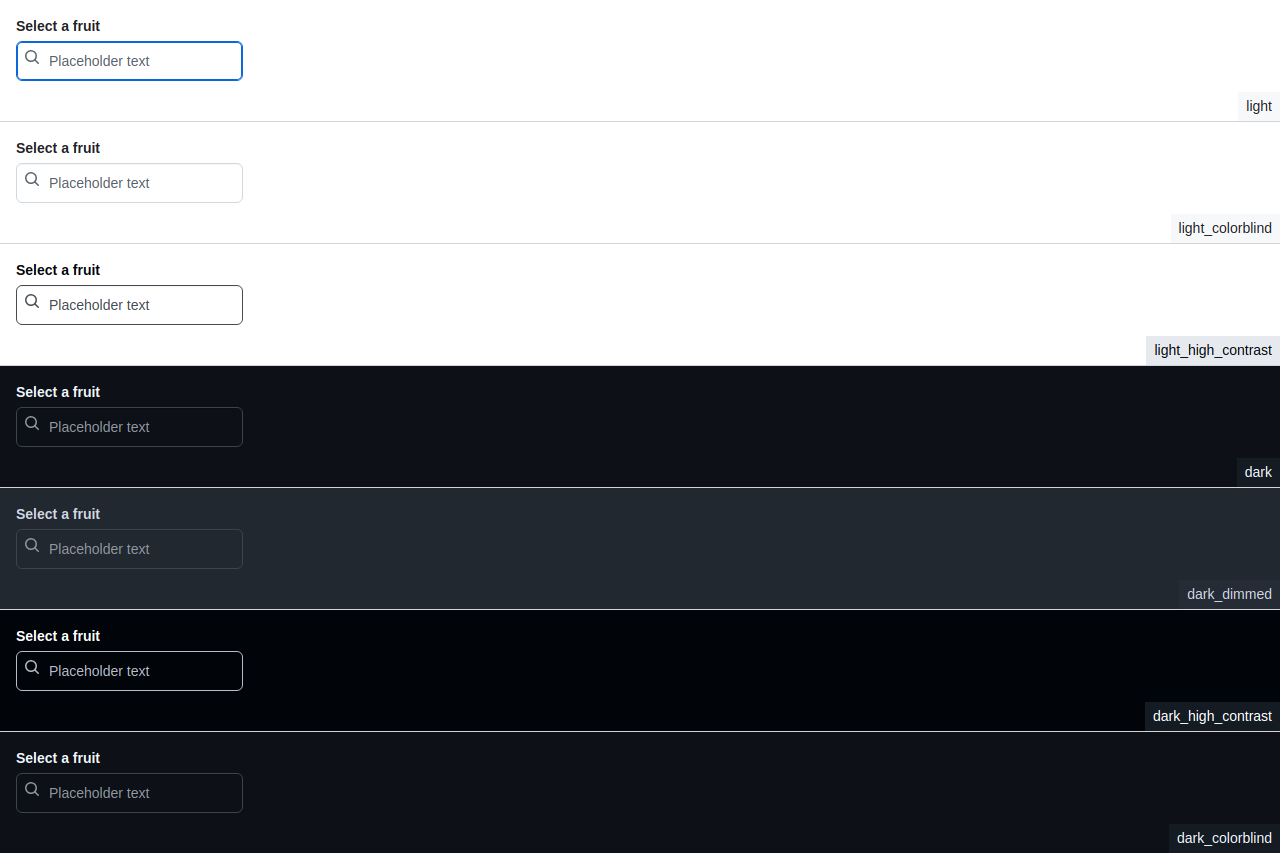 Select a fruit
Placeholder text
light
Select a fruit
Placeholder text
light_colorblind
Select a fruit
Placeholder text
light_high_contrast
Select a fruit
Placeholder text
dark
Select a fruit
Placeholder text
dark_dimmed
Select a fruit
Placeholder text
dark_high_contrast
Select a fruit
Placeholder text
dark_colorblind